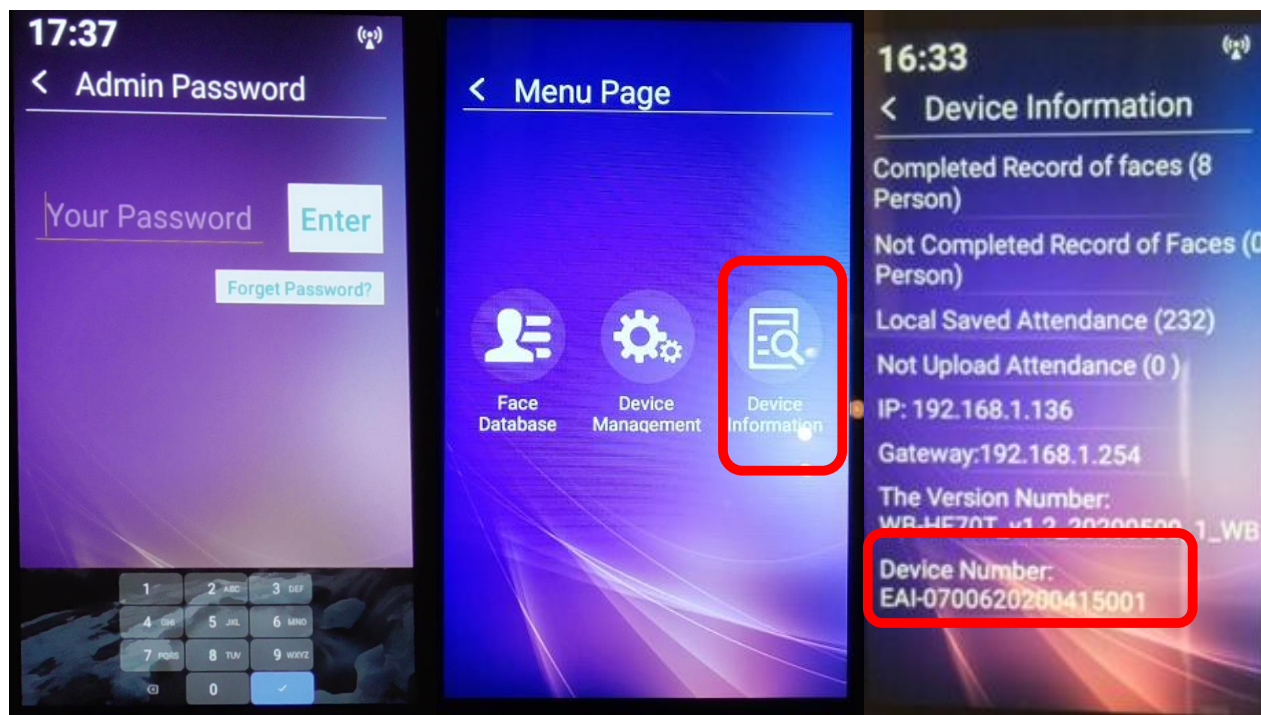 17:37
< Admin Password
Your Password
Enter
Forget Password?
1
2 ABC
3 DEF
4 GHI
5 JKL
6 MNO
7 PQRS
8 TUV
9 WXYZ
0
< Menu Page
Face
Database
Device
Management
Device
Information
16:33
< Device Information
Completed Record of faces (8
Person)
Not Completed Record of Faces (0
Person)
Local Saved Attendance (232)
Not Upload Attendance (0 )
IP: 192.168.1.136
Gateway:192.168.1.254
The Version Number:
1_WB
Device Number:
EAI-0700620200415001